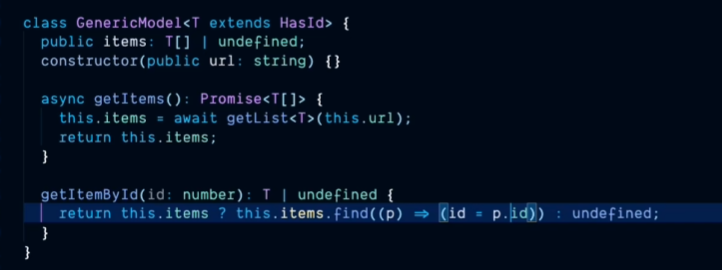 class GenericModel<T extends HasId> {
  public items: T[] | undefined;
  constructor(public url: string) {}

  async getItems(): Promise<T[]> {
    this.items = await getList<T>(this.url);
    return this.items;
  }

  getItemById(id: number): T | undefined {
    return this.items ? this.items.find((p) => (id = p.id)) : undefined;
  }
}